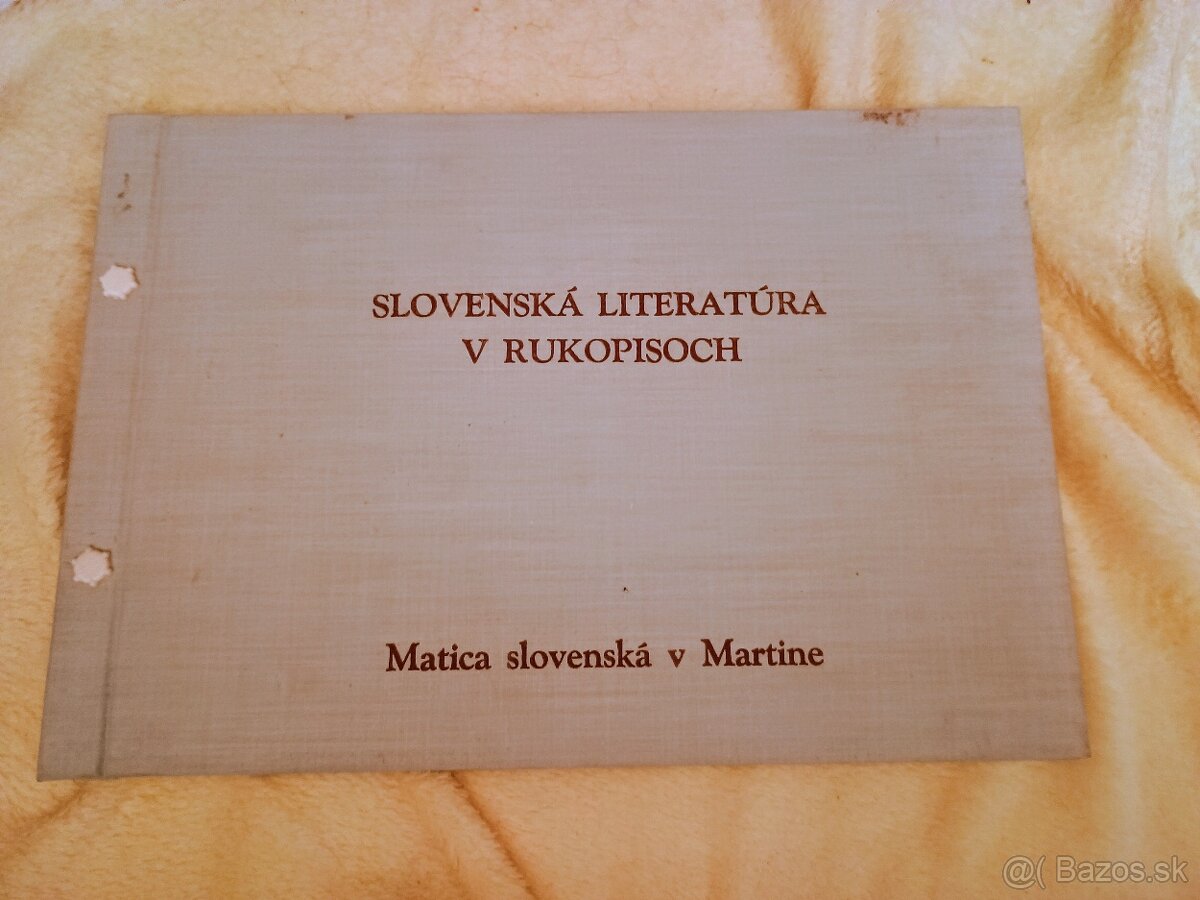 SLOVENSKÁ LITERATÚRA
V RUKOPISOCH
Matica slovenská v Martine
@( Bazos.sk